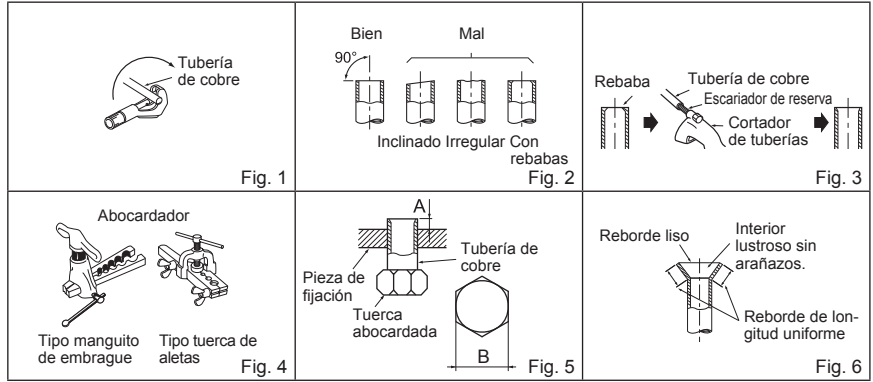 Tubería
de cobre
Fig. 1
Bien
Mal
90°
Inclinado Irregular Con
rebabas
Fig. 2
Rebaba
Tubería de cobre
Escariador de reserva
Cortador
de tuberías
Fig. 3
Abocardador
Tipo manguito
de embrague
Tipo tuerca de
aletas
Fig. 4
A
Tubería de
cobre
Pieza de
fijación
Tuerca
abocardada
B
Fig. 5
Reborde liso
Interior
lustroso sin
arañazos.
Reborde de lon-
gitud uniforme
Fig. 6